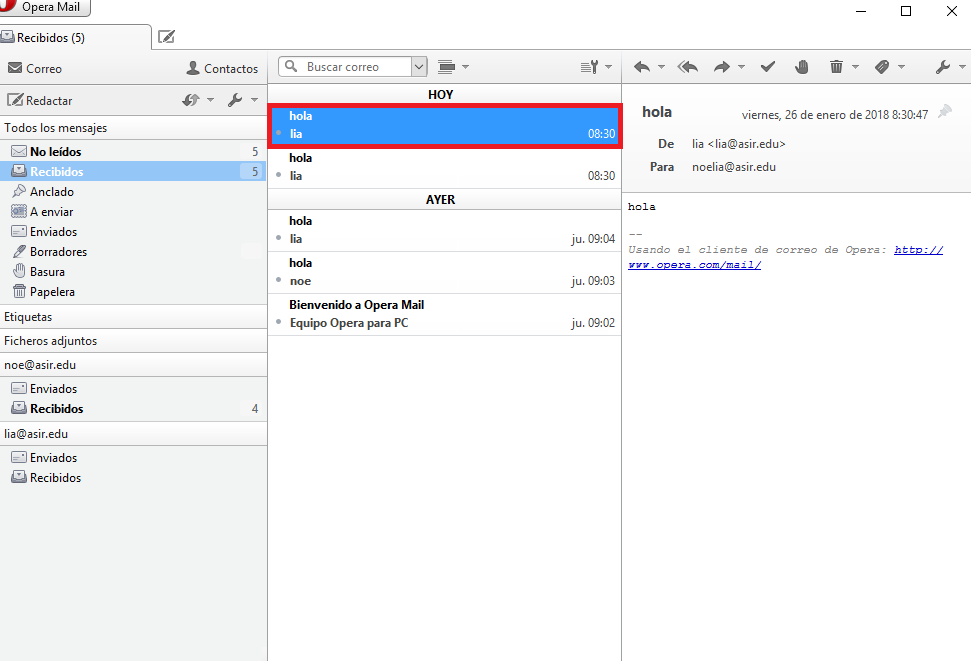 Opera Mail
Recibidos (5)
Correo
Contactos
Redactar
Todos los mensajes
No leídos 5
Recibidos 5
Anclado
A enviar
Enviados
Borradores
Basura
Papelera
Etiquetas
Ficheros adjuntos
noe@asir.edu
Enviados
Recibidos 4
lia@asir.edu
Enviados
Recibidos
Buscar correo
HOY
hola
lia 08:30
hola
lia 08:30
AYER
hola
lia ju. 09:04
hola
noe ju. 09:03
Bienvenido a Opera Mail
Equipo Opera para PC ju. 09:02
hola viernes, 26 de enero de 2018 8:30:47
De lia <lia@asir.edu>
Para noelia@asir.edu
hola
--
Usando el cliente de correo de Opera: http://
www.opera.com/mail/